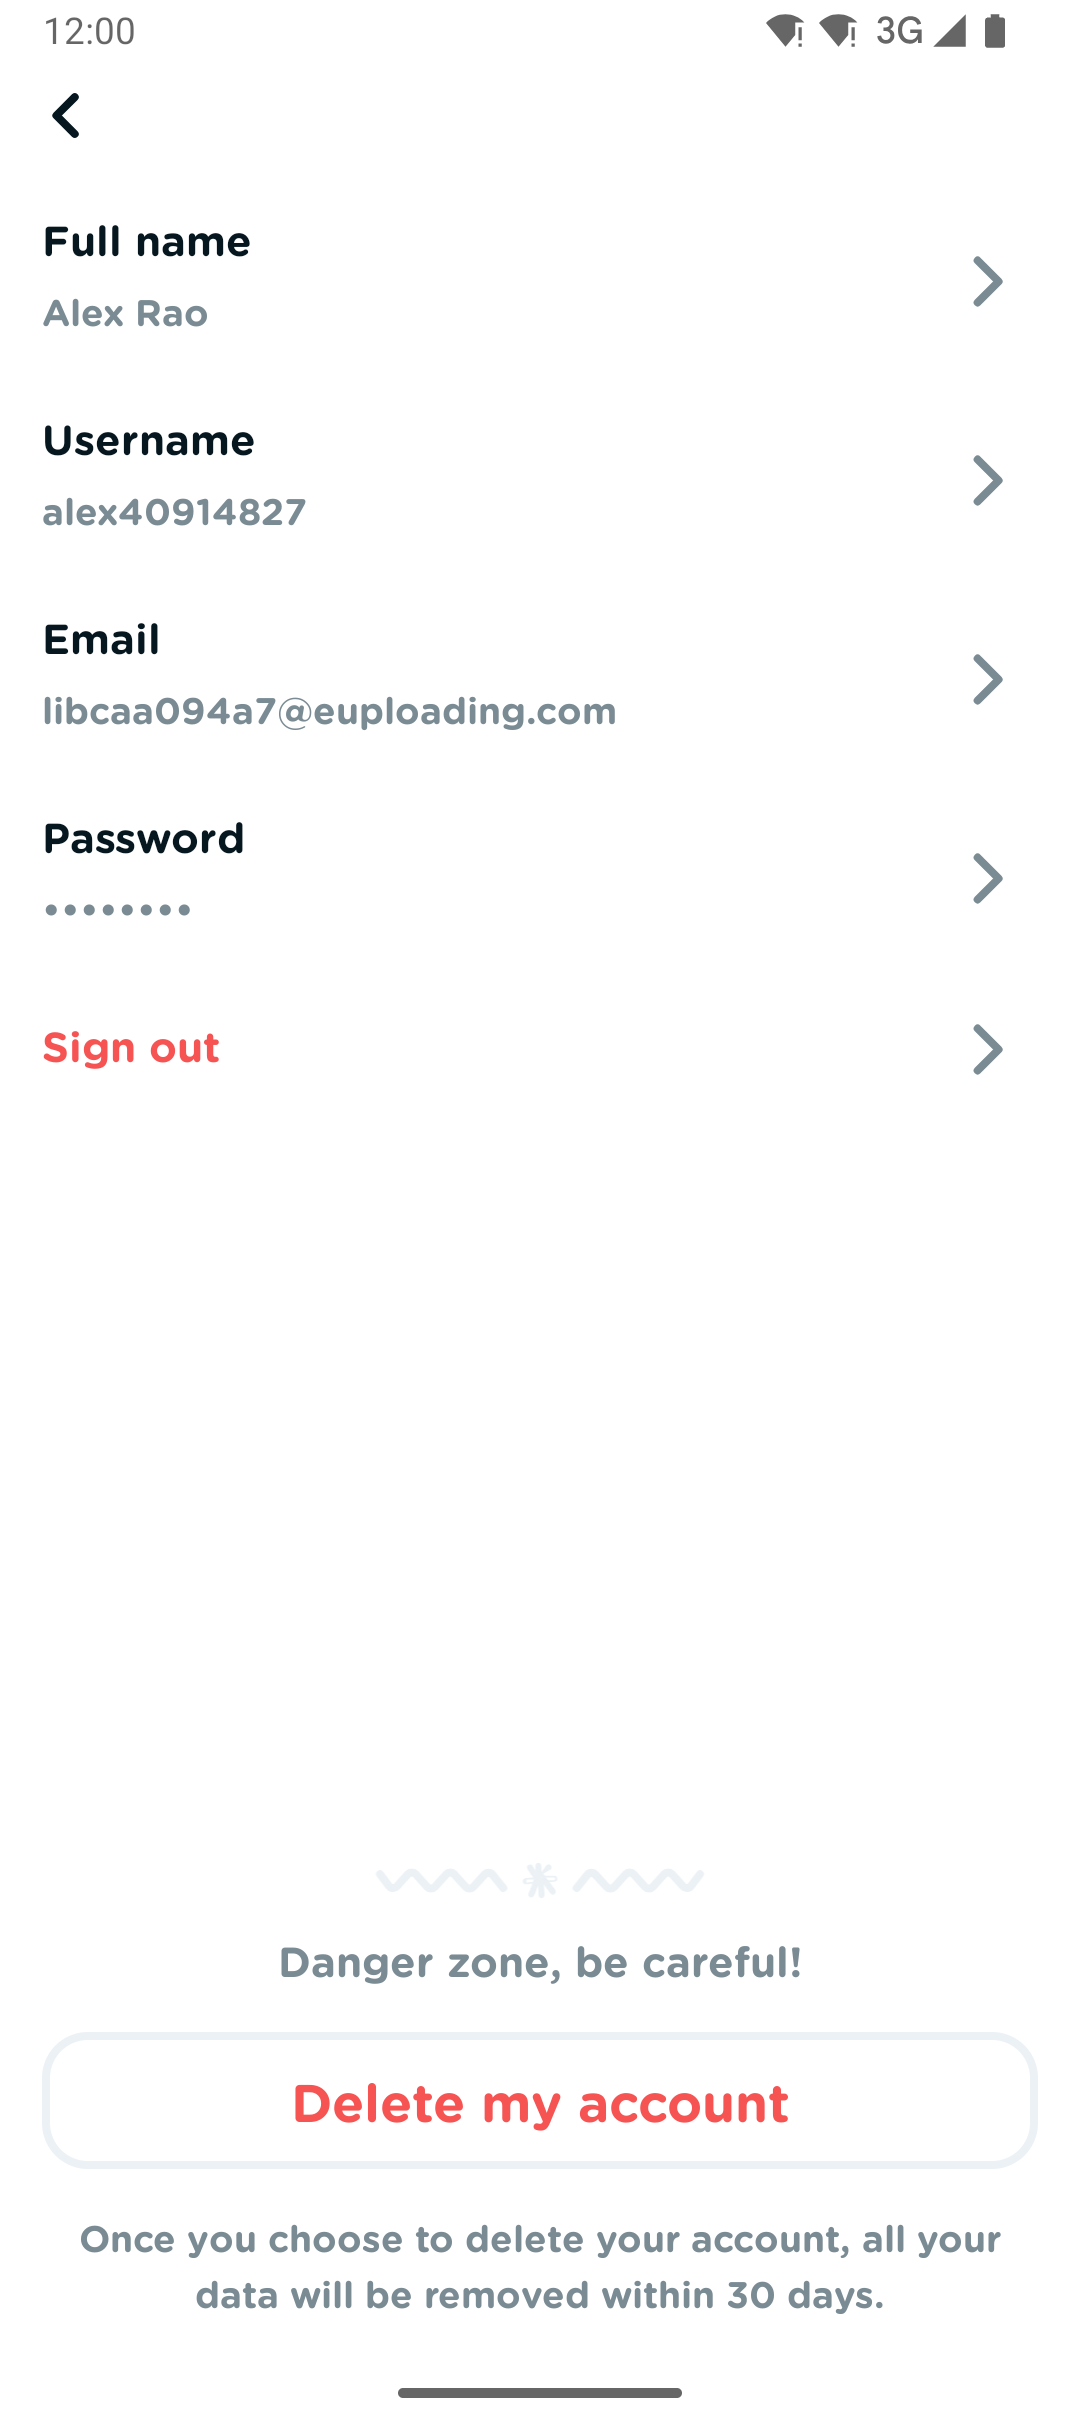 12:00
3G
Full name
Alex Rao
Username
alex40914827
Email
libcaa094a7@euploading.com
Password
••••••••
Sign out
Danger zone, be careful!
Delete my account
Once you choose to delete your account, all your
data will be removed within 30 days.